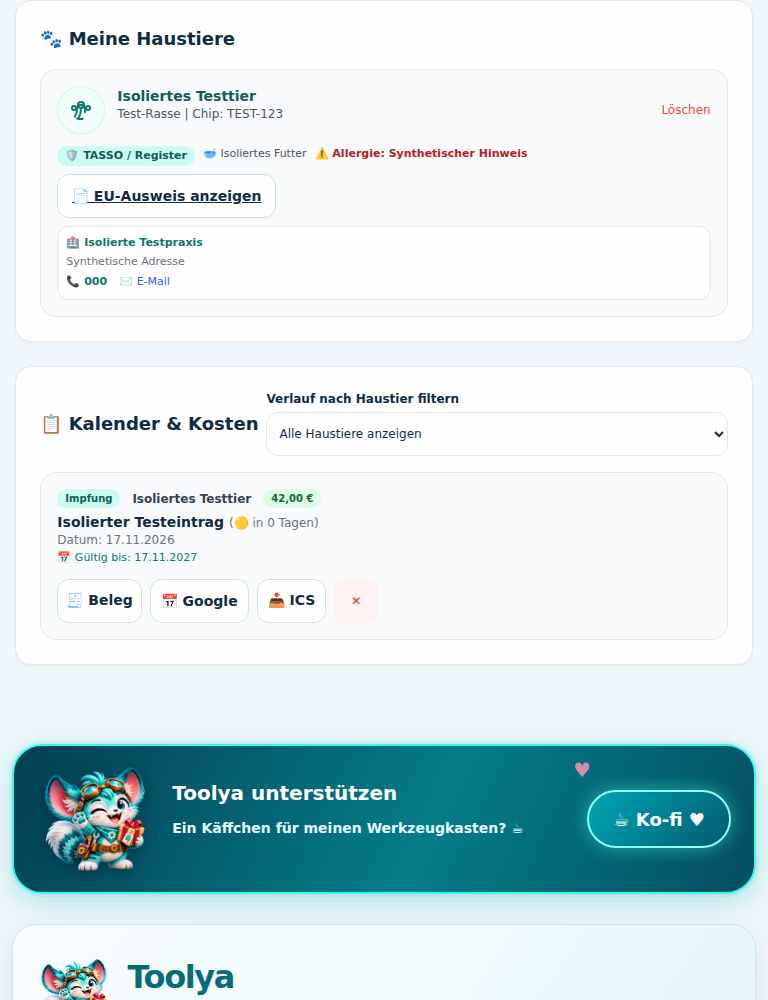 🐾 Meine Haustiere
Isoliertes Testtier
Test-Rasse | Chip: TEST-123
Löschen
🛡️ TASSO / Register 🥣 Isoliertes Futter ⚠️ Allergie: Synthetischer Hinweis
📄 EU-Ausweis anzeigen
🏥 Isolierte Testpraxis
Synthetische Adresse
📞 000 ✉️ E-Mail
📋 Kalender & Kosten
Verlauf nach Haustier filtern
Alle Haustiere anzeigen
Impfung Isoliertes Testtier 42,00 €
Isolierter Testeintrag (🟡 in 0 Tagen)
Datum: 17.11.2026
📅 Gültig bis: 17.11.2027
🧾 Beleg 📅 Google 📥 ICS ×
Toolya unterstützen
Ein Käffchen für meinen Werkzeugkasten? ☕
♥
☕ Ko-fi ♥
Toolya